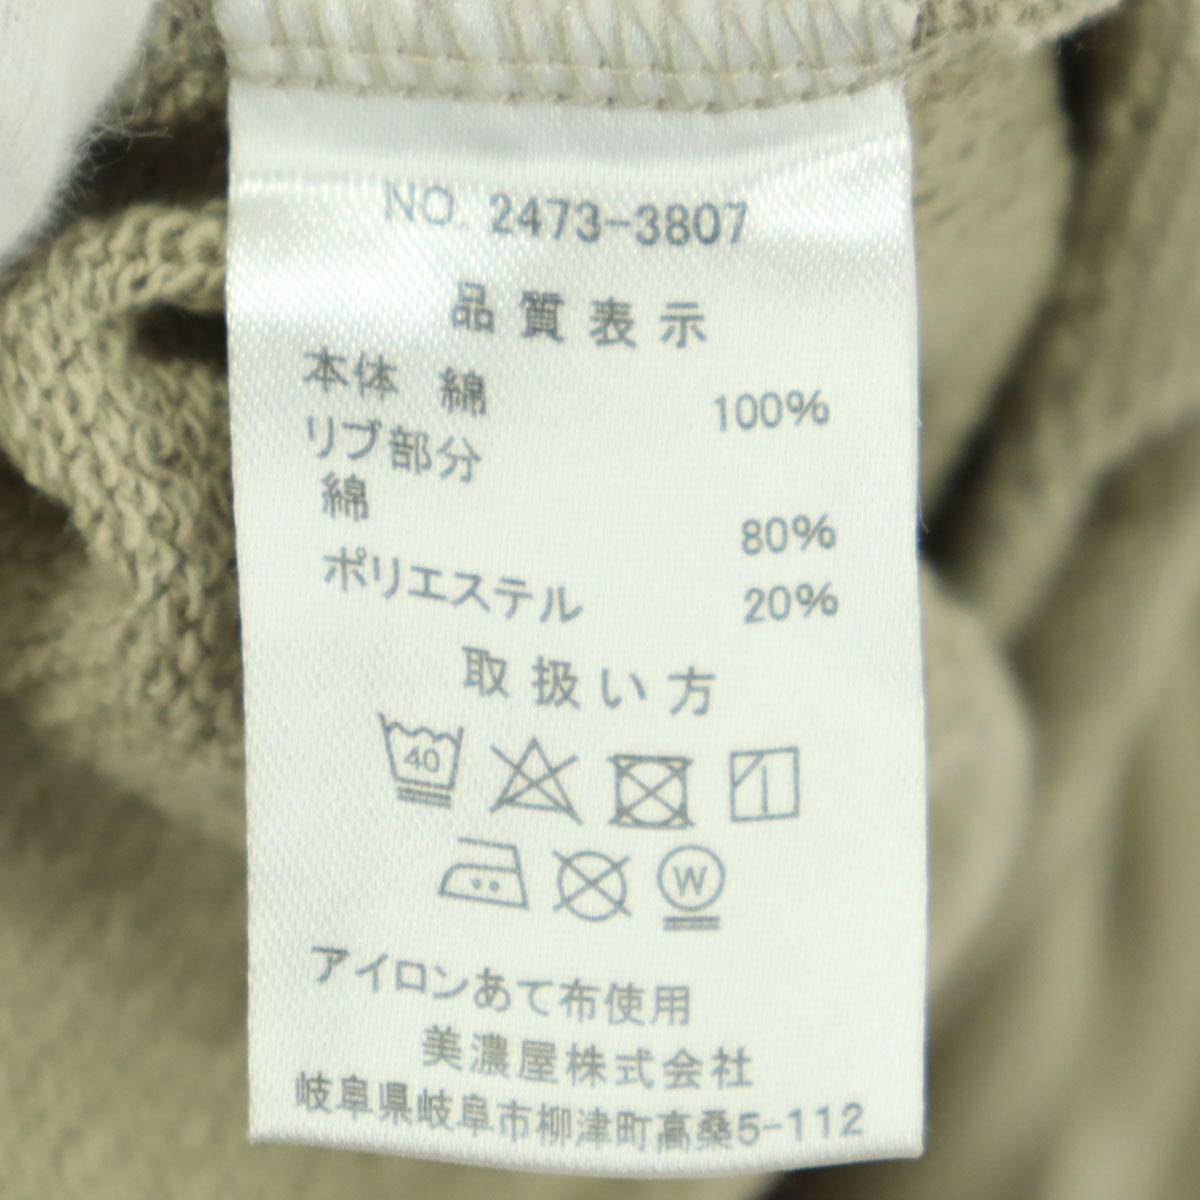 NO. 2473-3807
品質表示
本体 綿 100%
リブ部分
綿 80%
ポリエステル 20%
取扱い方
40
W
アイロンあて布使用
美濃屋株式会社
岐阜県岐阜市柳津町高桑5-112